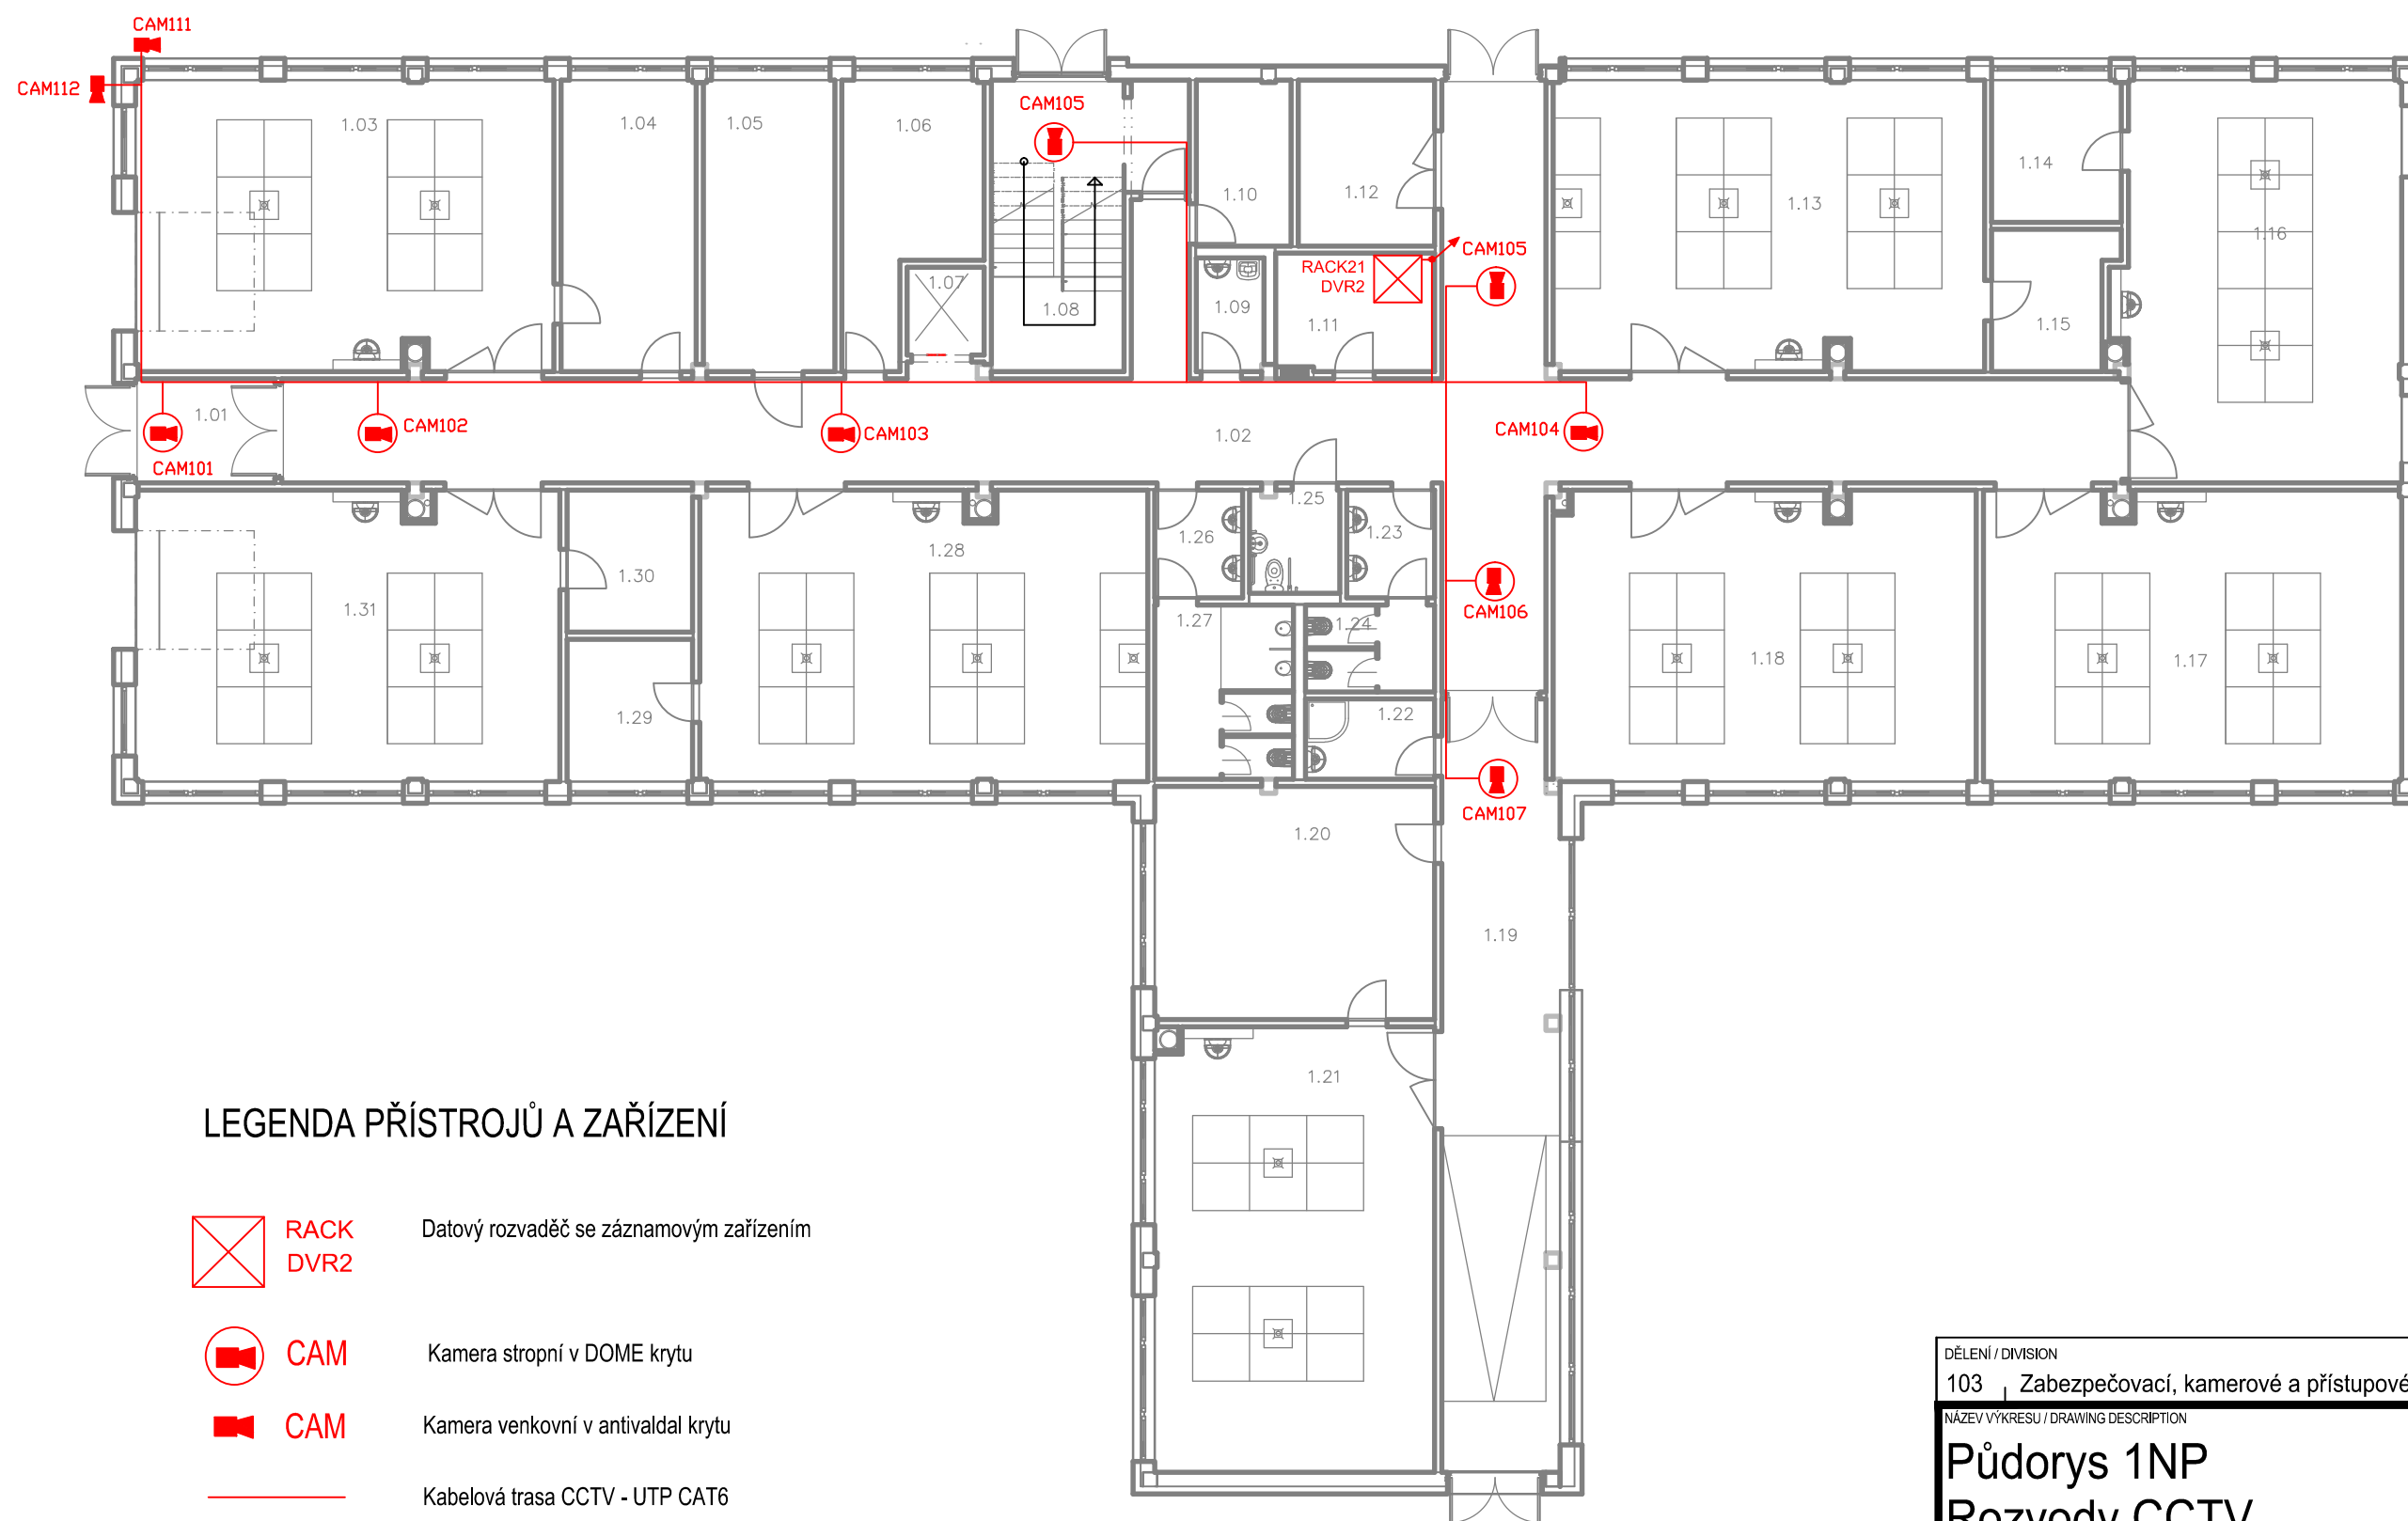 CAM111
CAM112
CAM105
1.03
1.04
1.05
1.06
1.10
1.12
1.13
1.14
1.16
CAM105
RACK21
DVR2
1.07
1.08
1.09
1.11
1.15
1.01
CAM102
CAM103
1.02
CAM104
CAM101
1.25
1.26
1.23
1.28
1.30
1.31
1.27
1.24
CAM106
1.18
1.17
1.29
1.22
CAM107
1.20
1.19
1.21
LEGENDA PŘÍSTROJŮ A ZAŘÍZENÍ
RACK
DVR2
Datový rozvaděč se záznamovým zařízením
CAM
Kamera stropní v DOME krytu
CAM
Kamera venkovní v antivaldal krytu
Kabelová trasa CCTV - UTP CAT6
DĚLENÍ / DIVISION
103 Zabezpečovací, kamerové a přístupové
NÁZEV VÝKRESU / DRAWING DESCRIPTION
Půdorys 1NP
Rozvody CCTV